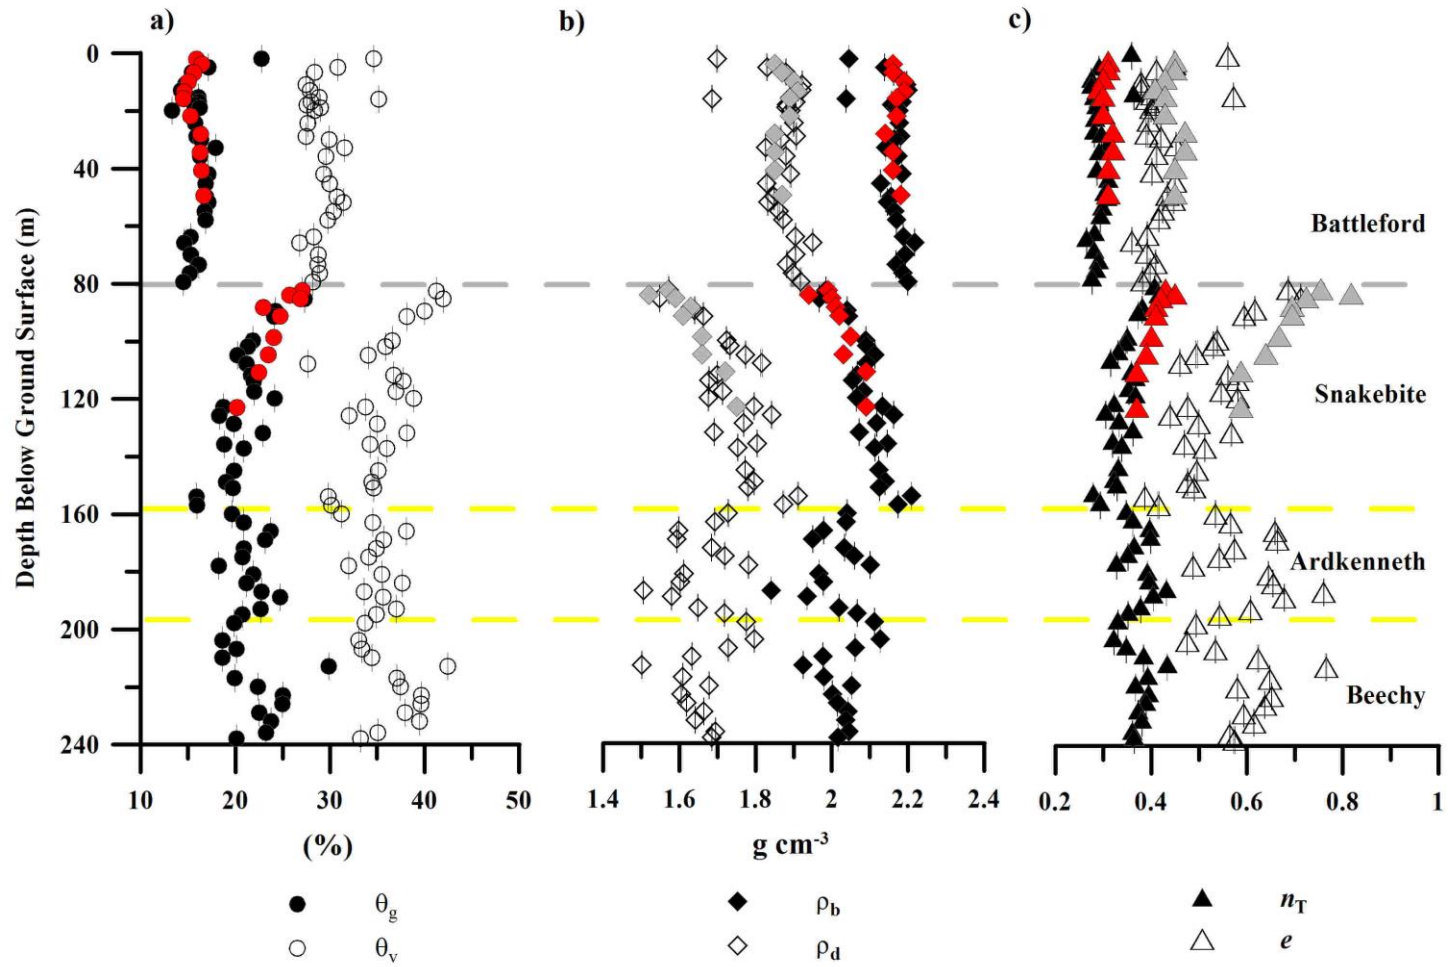 a)
b)
c)
Depth Below Ground Surface (m)
0
40
80
120
160
200
240
Battleford
Snakebite
Ardkenneth
Beechy
10 20 30 40 50
1.4 1.6 1.8 2 2.2 2.4
0.2 0.4 0.6 0.8 1
(%)
g cm⁻³
θg
θv
ρb
ρd
nT
e